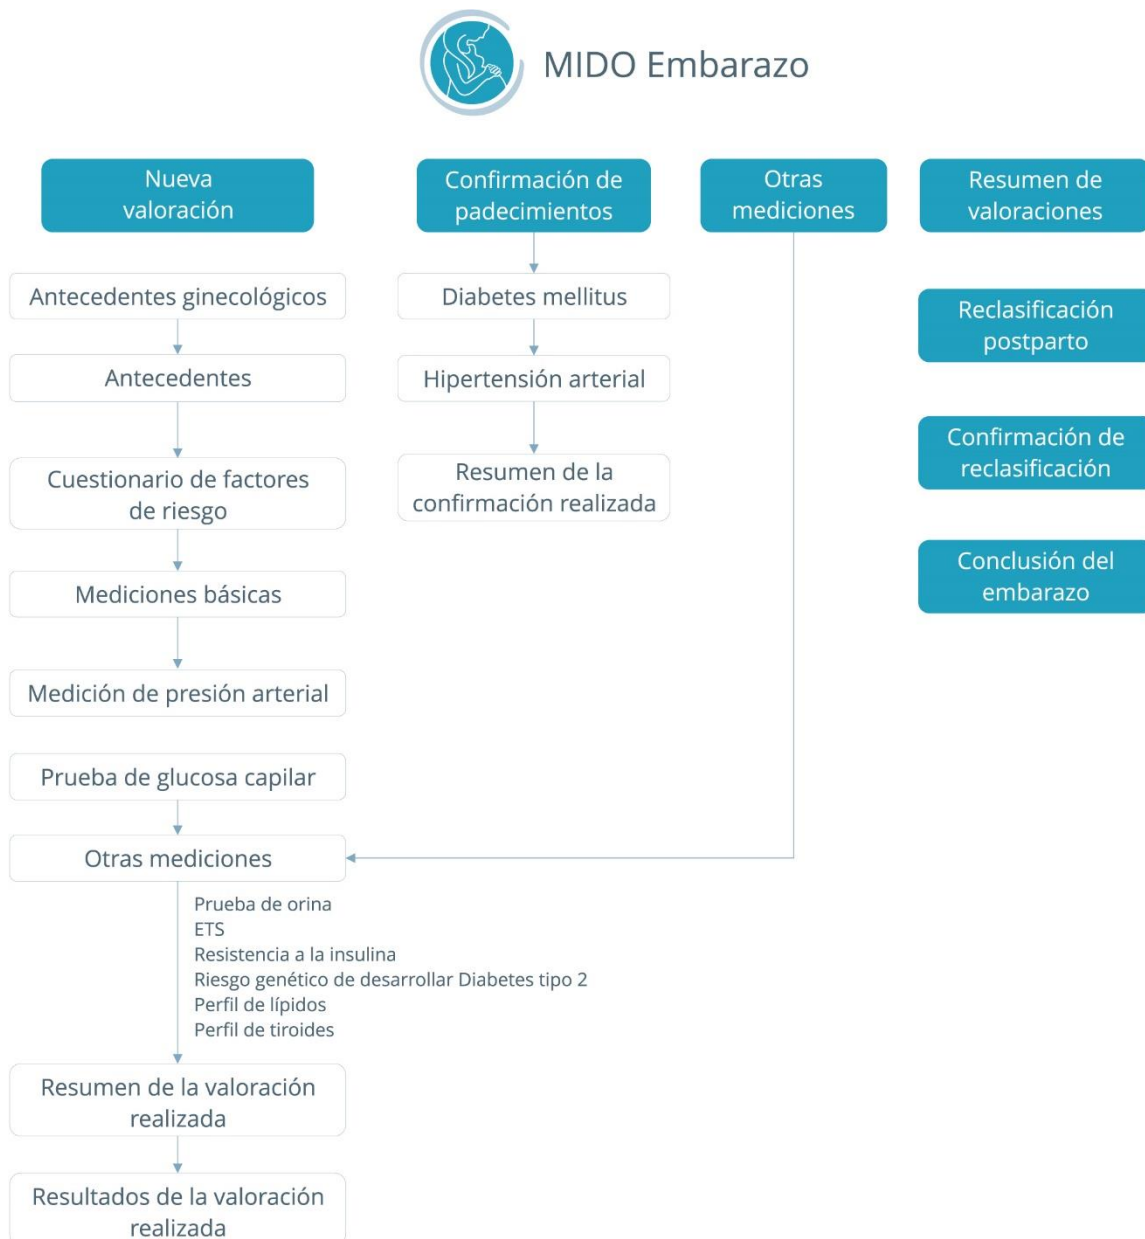 MIDO Embarazo
Nueva
valoración
Antecedentes ginecológicos
Antecedentes
Cuestionario de factores
de riesgo
Mediciones básicas
Medición de presión arterial
Prueba de glucosa capilar
Otras mediciones
Prueba de orina
ETS
Resistencia a la insulina
Riesgo genético de desarrollar Diabetes tipo 2
Perfil de lípidos
Perfil de tiroides
Resumen de la valoración
realizada
Resultados de la valoración
realizada
Confirmación de
padecimientos
Diabetes mellitus
Hipertensión arterial
Resumen de la
confirmación realizada
Otras
mediciones
Resumen de
valoraciones
Reclasificación
postparto
Confirmación de
reclasificación
Conclusión del
embarazo